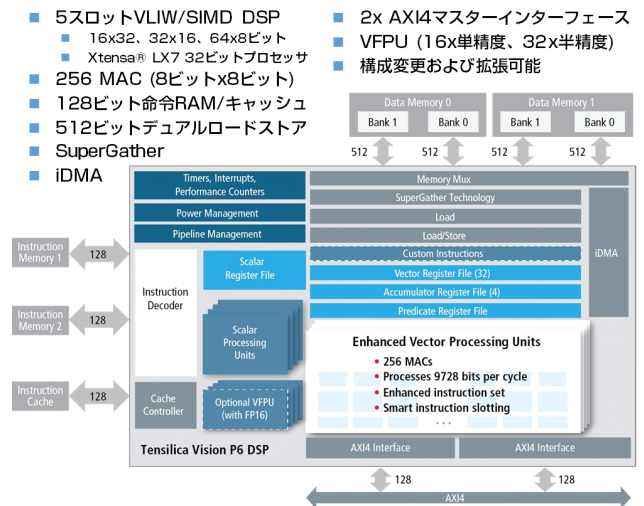 5スロットVLIW/SIMD DSP
16x32、32x16、64x8ビット
Xtensa® LX7 32ビットプロセッサ
256 MAC (8ビットx8ビット)
128ビット命令RAM/キャッシュ
512ビットデュアルロードストア
SuperGather
iDMA
2x AXI4マスターインターフェース
VFPU (16x単精度、32x半精度)
構成変更および拡張可能
Data Memory 0
Data Memory 1
Bank 1
Bank 0
Bank 1
Bank 0
512
512
512
512
Timers, Interrupts,
Performance Counters
Power Management
Pipeline Management
Memory Mux
SuperGather Technology
Load
Load/Store
Custom Instructions
Vector Register File (32)
Accumulator Register File (4)
Predicate Register File
iDMA
Instruction
Memory 1
128
Instruction
Memory 2
128
Instruction
Cache
128
Instruction
Decoder
Scalar
Register File
Scalar
Processing
Units
Cache
Controller
Optional VFPU
(with FP16)
Enhanced Vector Processing Units
• 256 MACs
• Processes 9728 bits per cycle
• Enhanced instruction set
• Smart instruction slotting
...
Tensilica Vision P6 DSP
AXI4 Interface
AXI4 Interface
128
128
AXI4